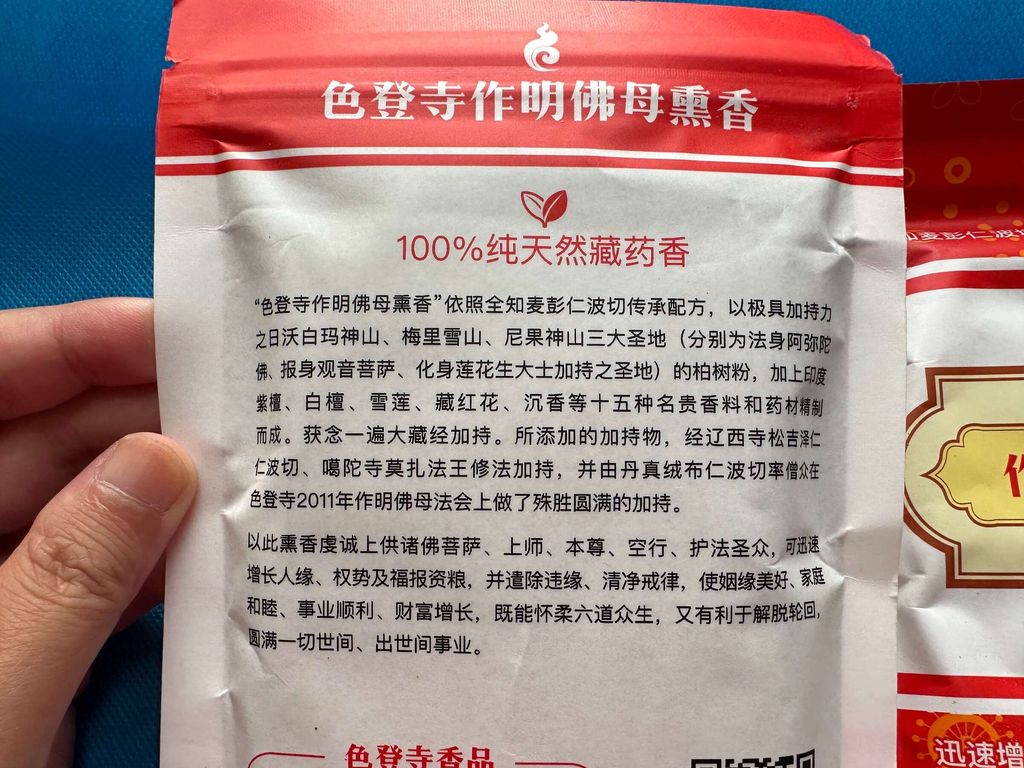 色登寺作明佛母熏香
100%纯天然藏药香
“色登寺作明佛母熏香”依照全知麦彭仁波切传承配方，以极具加持力
之日沃白玛神山、梅里雪山、尼果神山三大圣地（分别为法身阿弥陀
佛、报身观音菩萨、化身莲花生大士加持之圣地）的柏树粉，加上印度
紫檀、白檀、雪莲、藏红花、沉香等十五种名贵香料和药材精制
而成。获念一遍大藏经加持。所添加的加持物，经辽西寺松吉泽仁
仁波切、噶陀寺莫扎法王修法加持，并由丹真绒布仁波切率僧众在
色登寺2011年作明佛母法会上做了殊胜圆满的加持。
以此熏香虔诚上供诸佛菩萨、上师、本尊、空行、护法圣众，可迅速
增长人缘、权势及福报资粮，并遣除违缘、清净戒律，使姻缘美好、家庭
和睦、事业顺利、财富增长，既能怀柔六道众生，又有利于解脱轮回，
圆满一切世间、出世间事业。
色登寺香品
麦彭仁波
作
迅速增